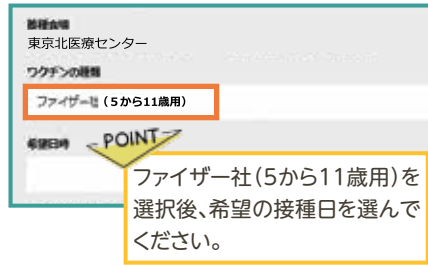 接種会場
東京北医療センター
ワクチンの種類
ファイザー社(5から11歳用)
希望日時
POINT
ファイザー社(5から11歳用)を
選択後、希望の接種日を選んで
ください。